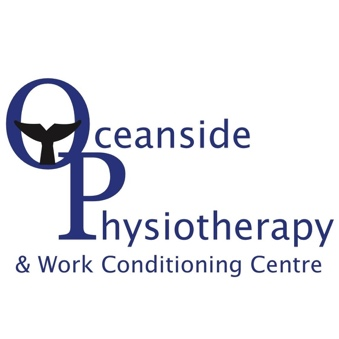 Oceanside
Physiotherapy
& Work Conditioning Centre